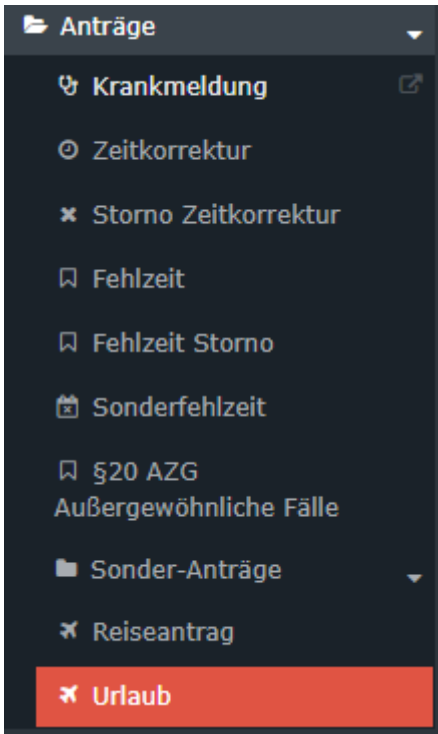 Anträge
Krankmeldung
Zeitkorrektur
Storno Zeitkorrektur
Fehlzeit
Fehlzeit Storno
Sonderfehlzeit
§20 AZG
Außergewöhnliche Fälle
Sonder-Anträge
Reiseantrag
Urlaub